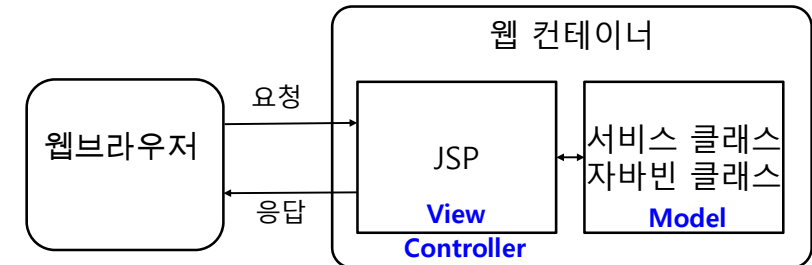 웹 컨테이너
요청
웹브라우저
응답
JSP
View
Controller
서비스 클래스
자바빈 클래스
Model